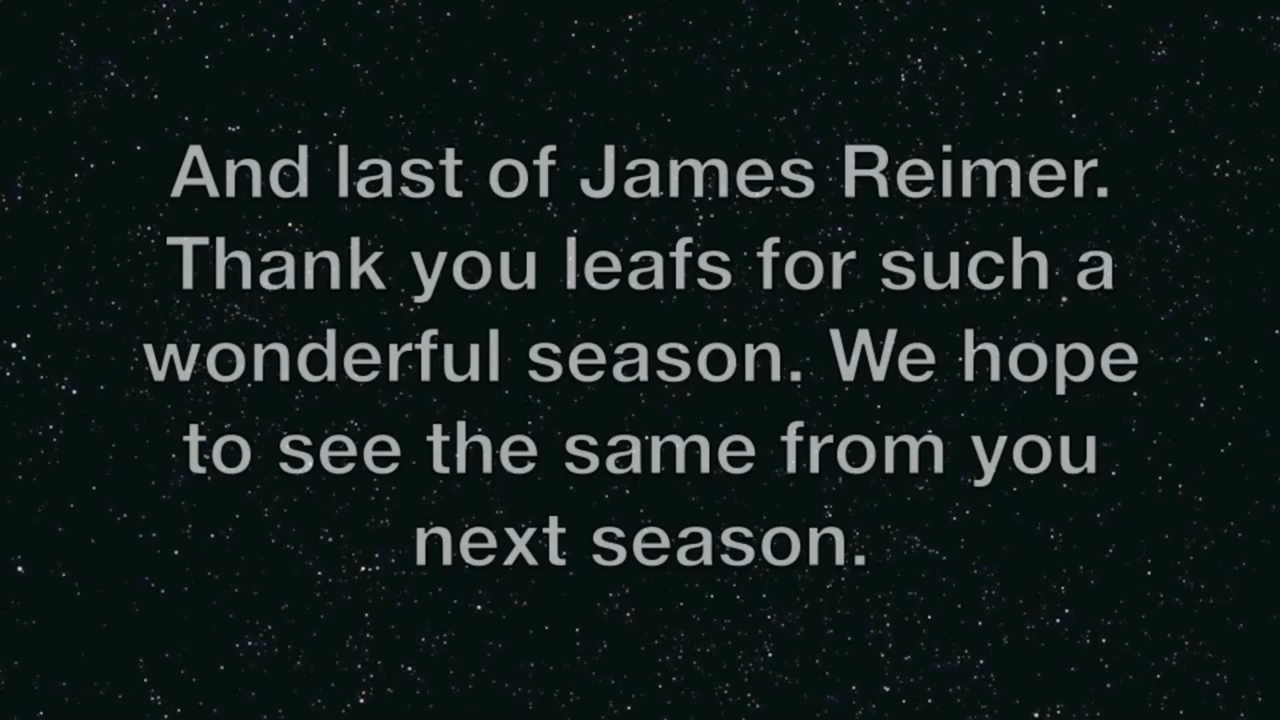 And last of James Reimer.
Thank you leafs for such a
wonderful season. We hope
to see the same from you
next season.